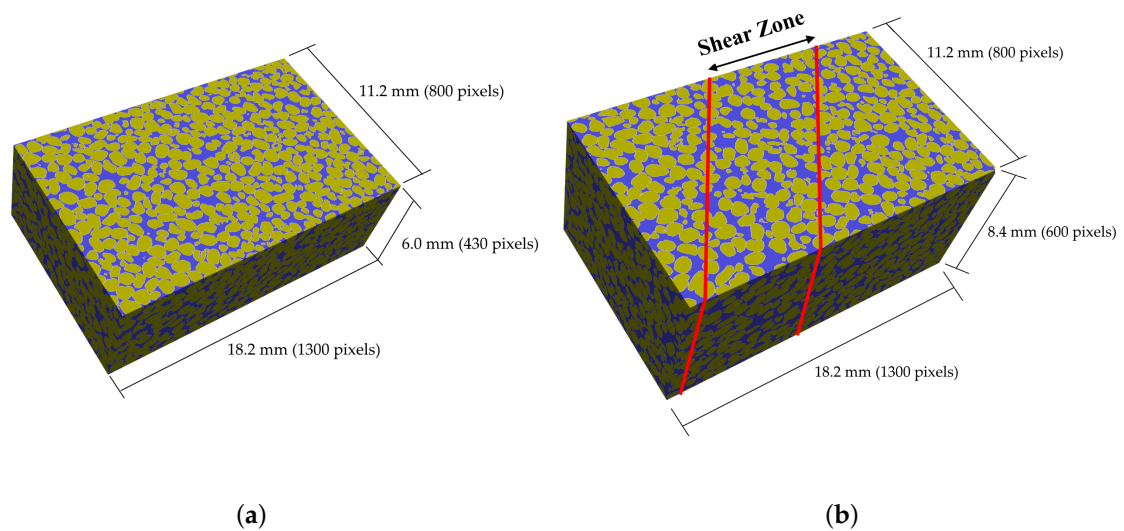 11.2 mm (800 pixels)
6.0 mm (430 pixels)
18.2 mm (1300 pixels)
(a)
Shear Zone
11.2 mm (800 pixels)
8.4 mm (600 pixels)
18.2 mm (1300 pixels)
(b)